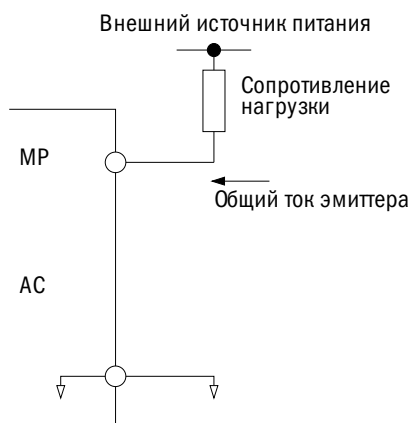 Внешний источник питания
Сопротивление
нагрузки
MP
Общий ток эмиттера
AC